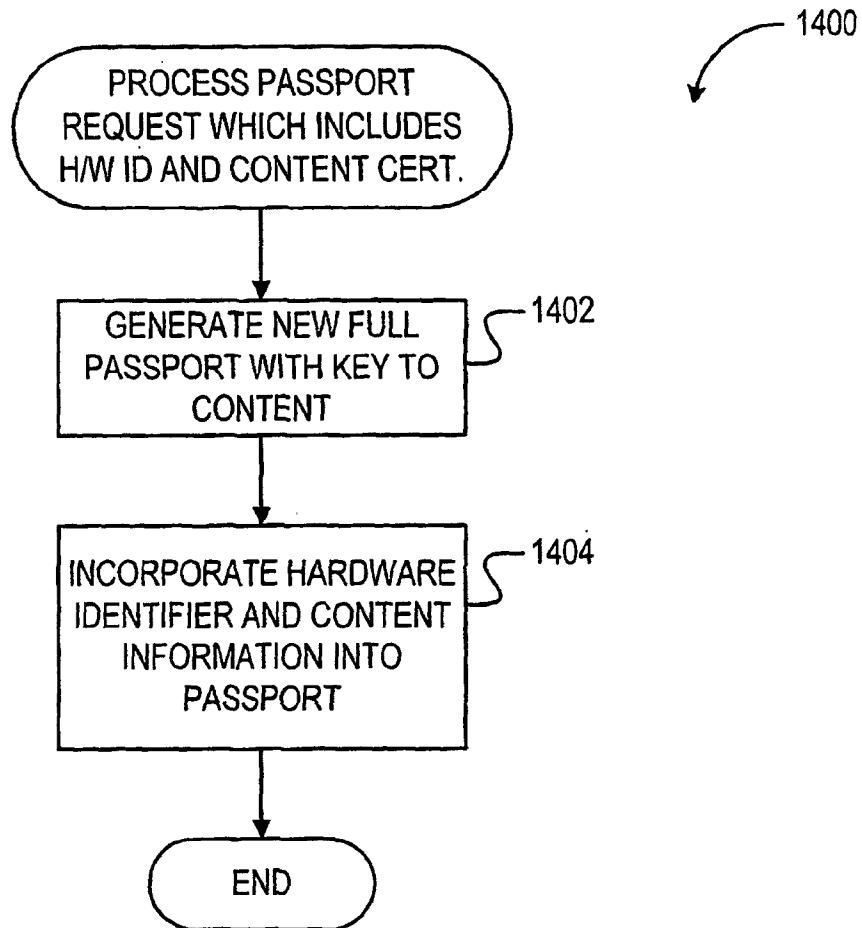 1400
PROCESS PASSPORT
REQUEST WHICH INCLUDES
H/W ID AND CONTENT CERT.
GENERATE NEW FULL
PASSPORT WITH KEY TO
CONTENT
1402
INCORPORATE HARDWARE
IDENTIFIER AND CONTENT
INFORMATION INTO
PASSPORT
1404
END